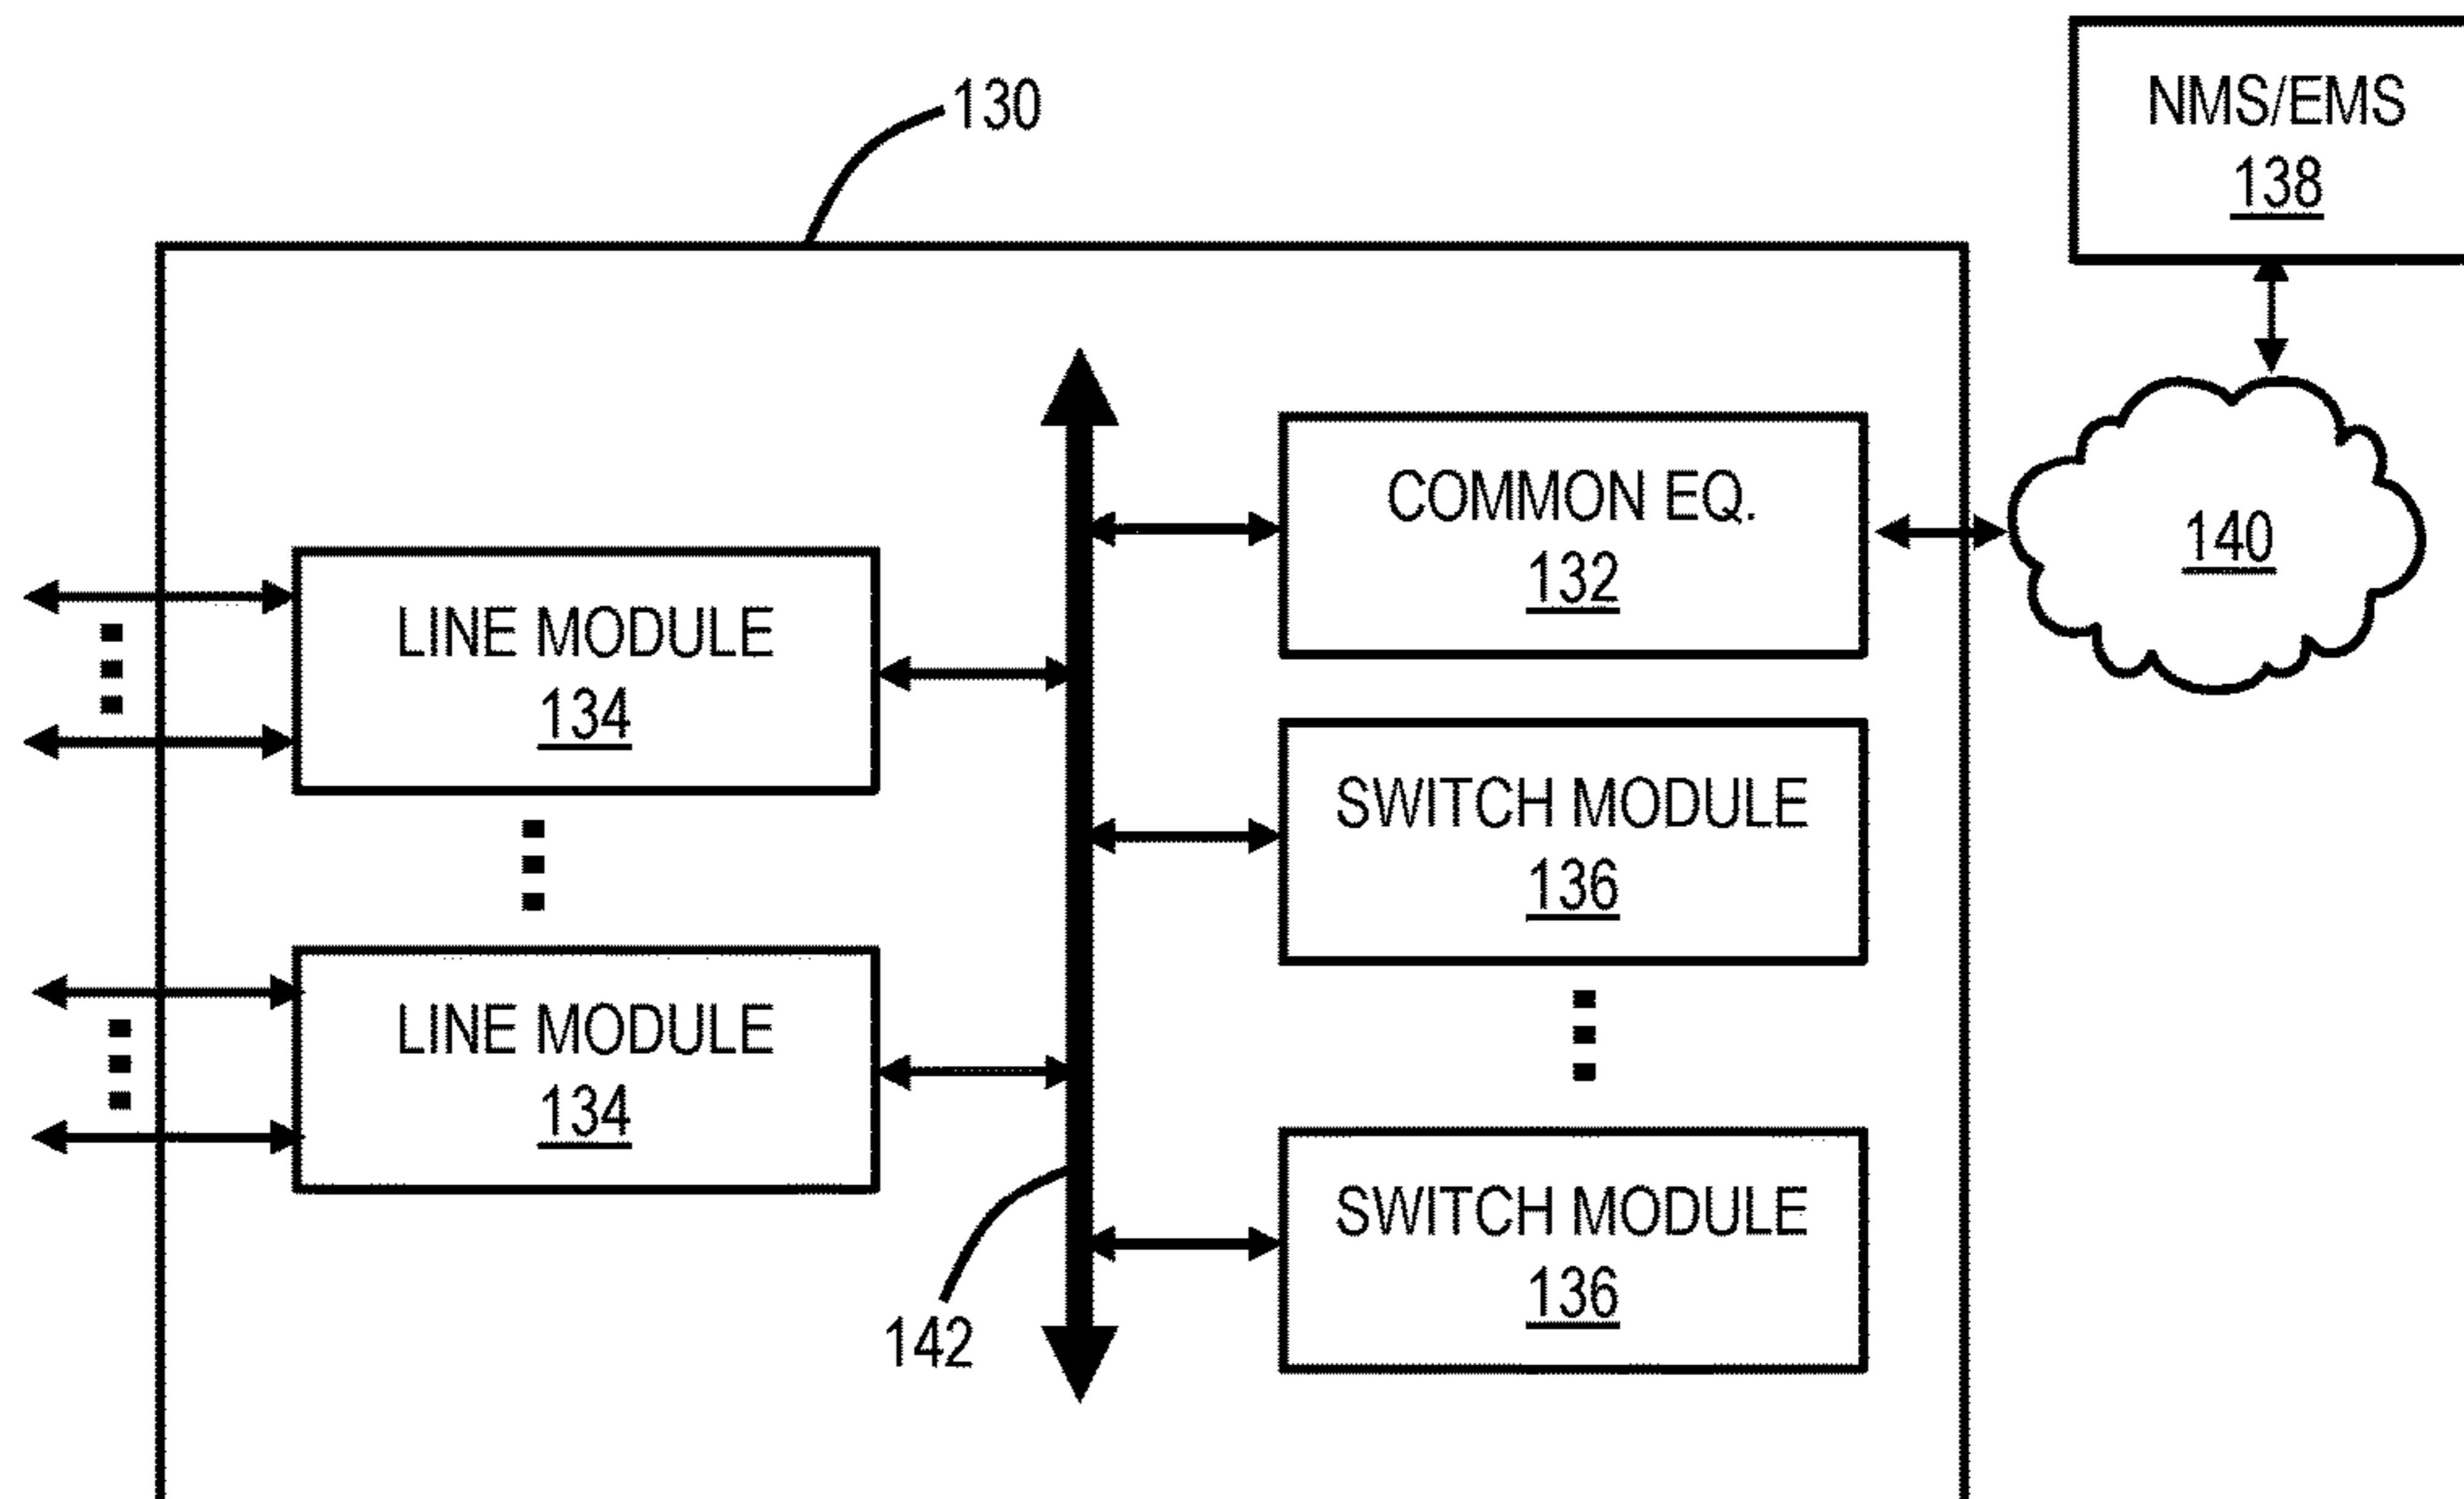 130
NMS/EMS
138
COMMON EQ.
132
140
LINE MODULE
134
SWITCH MODULE
136
LINE MODULE
134
SWITCH MODULE
136
142